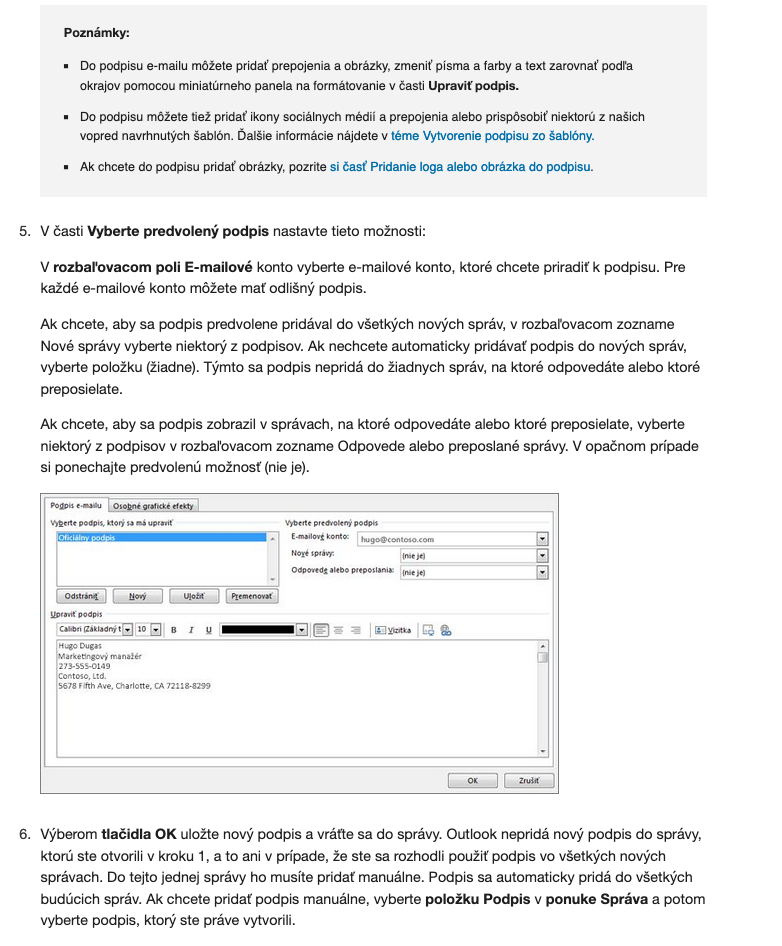 Poznámky:
▪ Do podpisu e-mailu môžete pridať prepojenia a obrázky, zmeniť písma a farby a text zarovnať podľa
okrajov pomocou miniatúrneho panela na formátovanie v časti Upraviť podpis.
▪ Do podpisu môžete tiež pridať ikony sociálnych médií a prepojenia alebo prispôsobiť niektorú z našich
vopred navrhnutých šablón. Ďalšie informácie nájdete v téme Vytvorenie podpisu zo šablóny.
▪ Ak chcete do podpisu pridať obrázky, pozrite si časť Pridanie loga alebo obrázka do podpisu.
5. V časti Vyberte predvolený podpis nastavte tieto možnosti:
V rozbaľovacom poli E-mailové konto vyberte e-mailové konto, ktoré chcete priradiť k podpisu. Pre
každé e-mailové konto môžete mať odlišný podpis.
Ak chcete, aby sa podpis predvolene pridával do všetkých nových správ, v rozbaľovacom zozname
Nové správy vyberte niektorý z podpisov. Ak nechcete automaticky pridávať podpis do nových správ,
vyberte položku (žiadne). Týmto sa podpis nepridá do žiadnych správ, na ktoré odpovedáte alebo ktoré
preposielate.
Ak chcete, aby sa podpis zobrazil v správach, na ktoré odpovedáte alebo ktoré preposielate, vyberte
niektorý z podpisov v rozbaľovacom zozname Odpovede alebo preposlané správy. V opačnom prípade
si ponechajte predvolenú možnosť (nie je).
Podpis e-mailu Osobné grafické efekty
Vyberte podpis, ktorý sa má upraviť Vyberte predvolený podpis
Oficiálny podpis E-mailové konto: hugo@contoso.com
Nové správy: (nie je)
Odpovede alebo preposlania: (nie je)
Odstrániť Nový Uložiť Premenovať
Upraviť podpis
Calibri (Základný t 10 B I U Vizitka
Hugo Dugas
Marketingový manažér
273-555-0149
Contoso, Ltd.
5678 Fifth Ave, Charlotte, CA 72118-8299
OK Zrušiť
6. Výberom tlačidla OK uložte nový podpis a vráťte sa do správy. Outlook nepridá nový podpis do správy,
ktorú ste otvorili v kroku 1, a to ani v prípade, že ste sa rozhodli použiť podpis vo všetkých nových
správach. Do tejto jednej správy ho musíte pridať manuálne. Podpis sa automaticky pridá do všetkých
budúcich správ. Ak chcete pridať podpis manuálne, vyberte položku Podpis v ponuke Správa a potom
vyberte podpis, ktorý ste práve vytvorili.